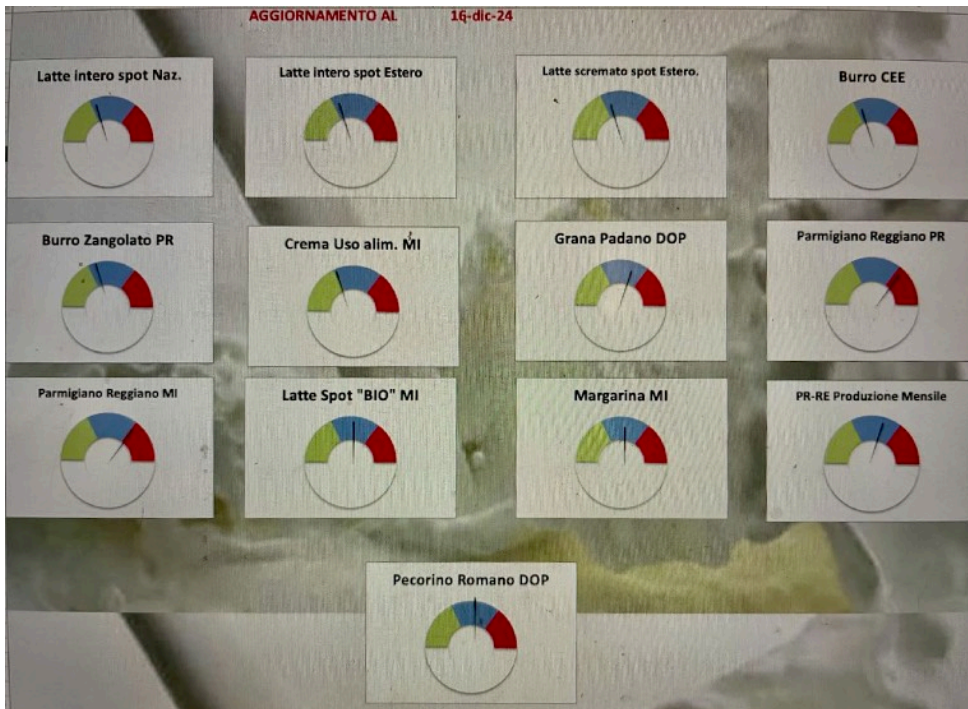 AGGIORNAMENTO AL 16-dic-24
Latte intero spot Naz.
Latte intero spot Estero
Latte scremato spot Estero.
Burro CEE
Burro Zangolato PR
Crema Uso alim. MI
Grana Padano DOP
Parmigiano Reggiano PR
Parmigiano Reggiano MI
Latte Spot "BIO" MI
Margarina MI
PR-RE Produzione Mensile
Pecorino Romano DOP